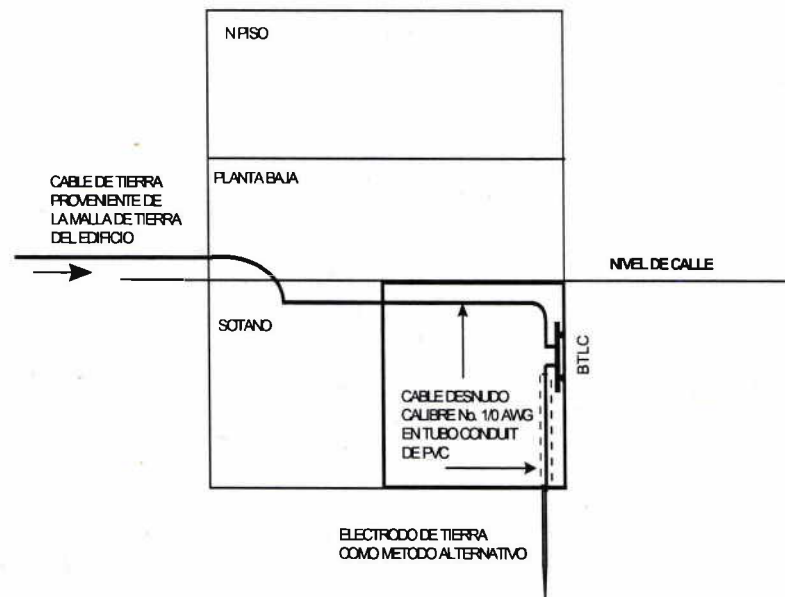 N PISO
PLANTA BAJA
CABLE DE TIERRA
PROVENIENTE DE
LA MALLA DE TIERRA
DEL EDIFICIO
NIVEL DE CALLE
SOTANO
BTLC
CABLE DESNUDO
CALIBRE No. 1/0 AWG
EN TUBO CONDUIT
DE PVC
ELECTRODO DE TIERRA
COMO METODO ALTERNATIVO